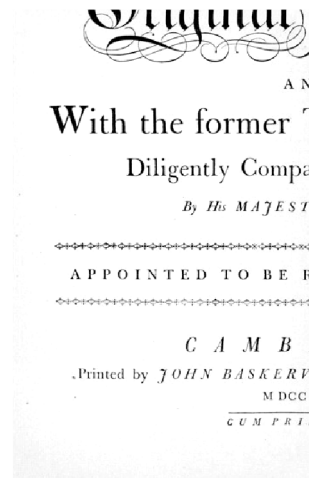 Original
AN
With the former T
Diligently Compa
By His MAJEST
APPOINTED TO BE R
CAMB
Printed by JOHN BASKERV
MDCC
CUM PRI